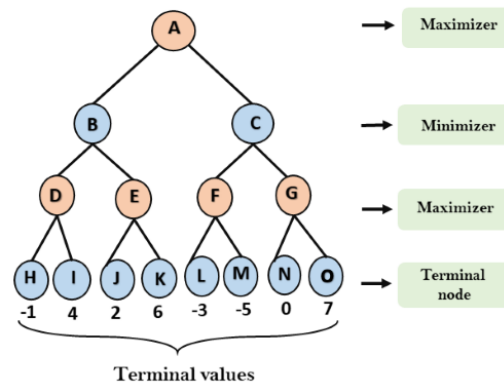 A Maximizer
B C Minimizer
D E F G Maximizer
H I J K L M N O Terminal
node
-1 4 2 6 -3 -5 0 7
Terminal values